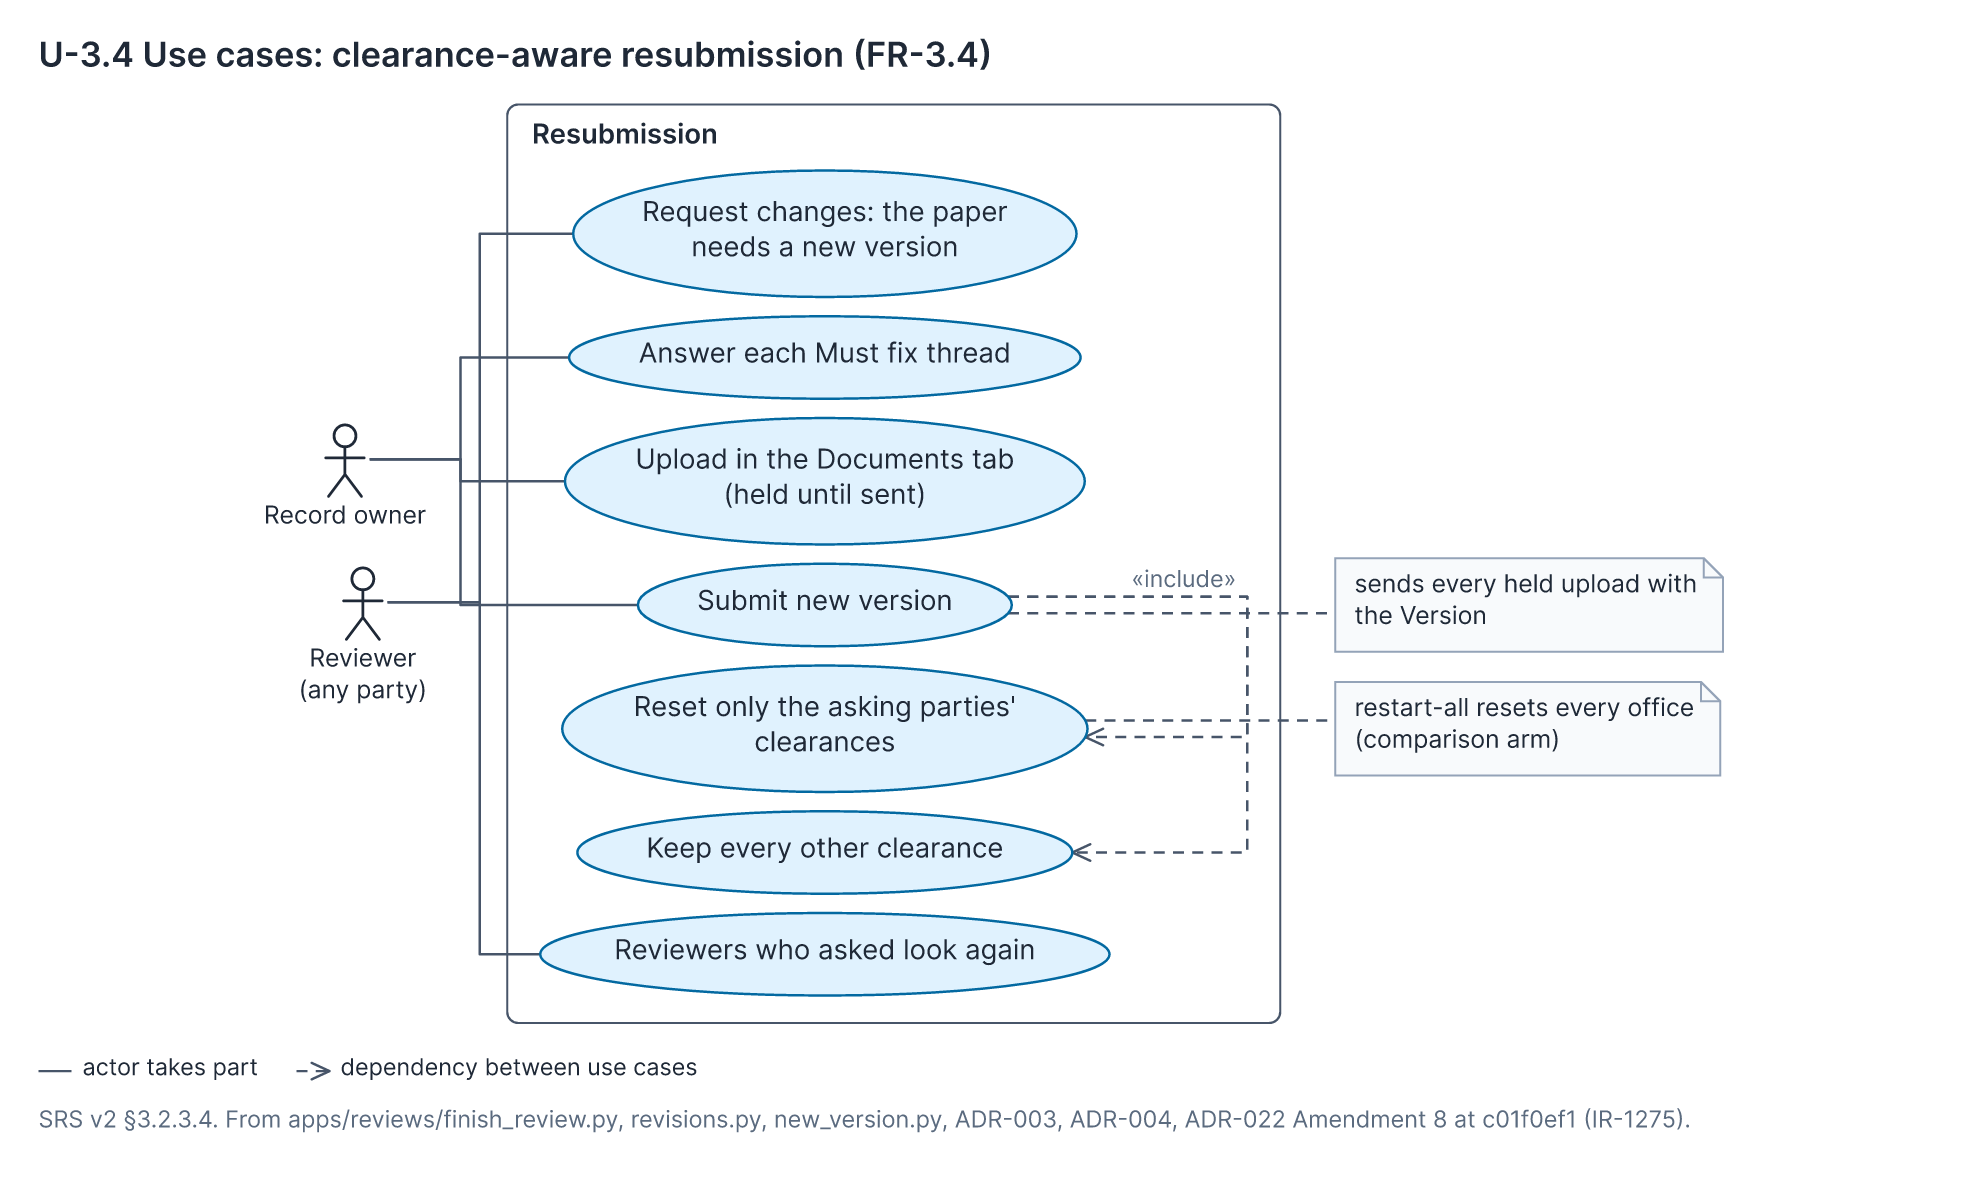 U-3.4 Use cases: clearance-aware resubmission (FR-3.4)
Resubmission
Request changes: the paper
needs a new version
Answer each Must fix thread
Upload in the Documents tab
(held until sent)
Record owner
«include»
Submit new version
sends every held upload with
the Version
Reviewer
(any party)
Reset only the asking parties'
clearances
restart-all resets every office
(comparison arm)
Keep every other clearance
Reviewers who asked look again
actor takes part
dependency between use cases
SRS v2 §3.2.3.4. From apps/reviews/finish_review.py, revisions.py, new_version.py, ADR-003, ADR-004, ADR-022 Amendment 8 at c01f0ef1 (IR-1275).